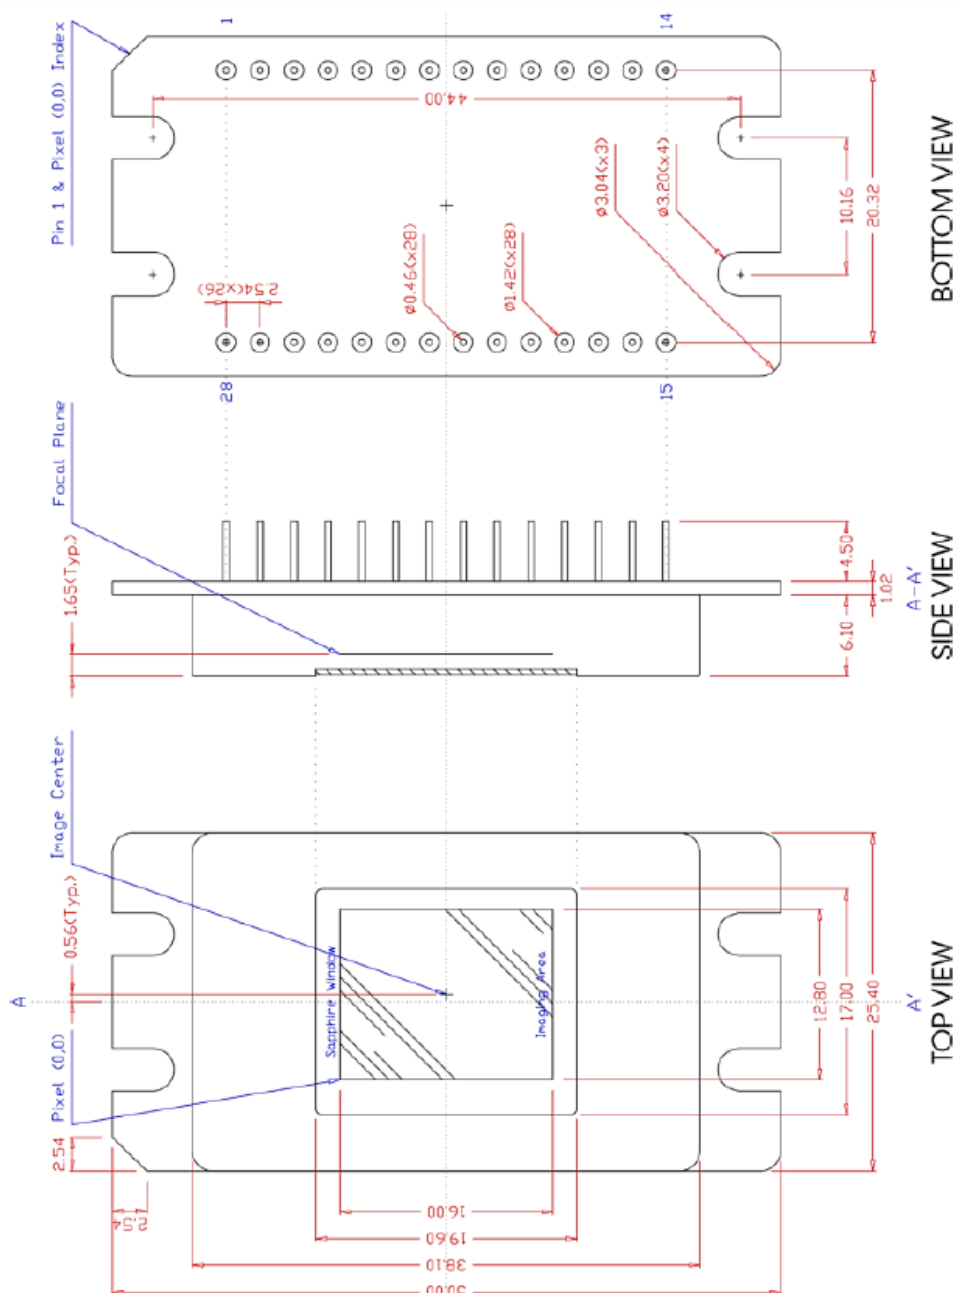 BOTTOM VIEW
Pin 1 & Pixel (0,0) Index
1
14
44.00
ø3.04(x3)
ø3.20(x4)
10.16
20.32
2.54(x26)
ø0.46(x28)
ø1.42(x28)
28
15
SIDE VIEW
Focal Plane
1.65(Typ.)
4.50
1.02
6.10
A-A'
TOP VIEW
Image Center
0.56(Typ.)
A
A'
Pixel (0,0)
Sapphire Window
Imaging Area
12.80
17.00
25.40
2.54
2.54
16.00
19.60
38.10
50.00